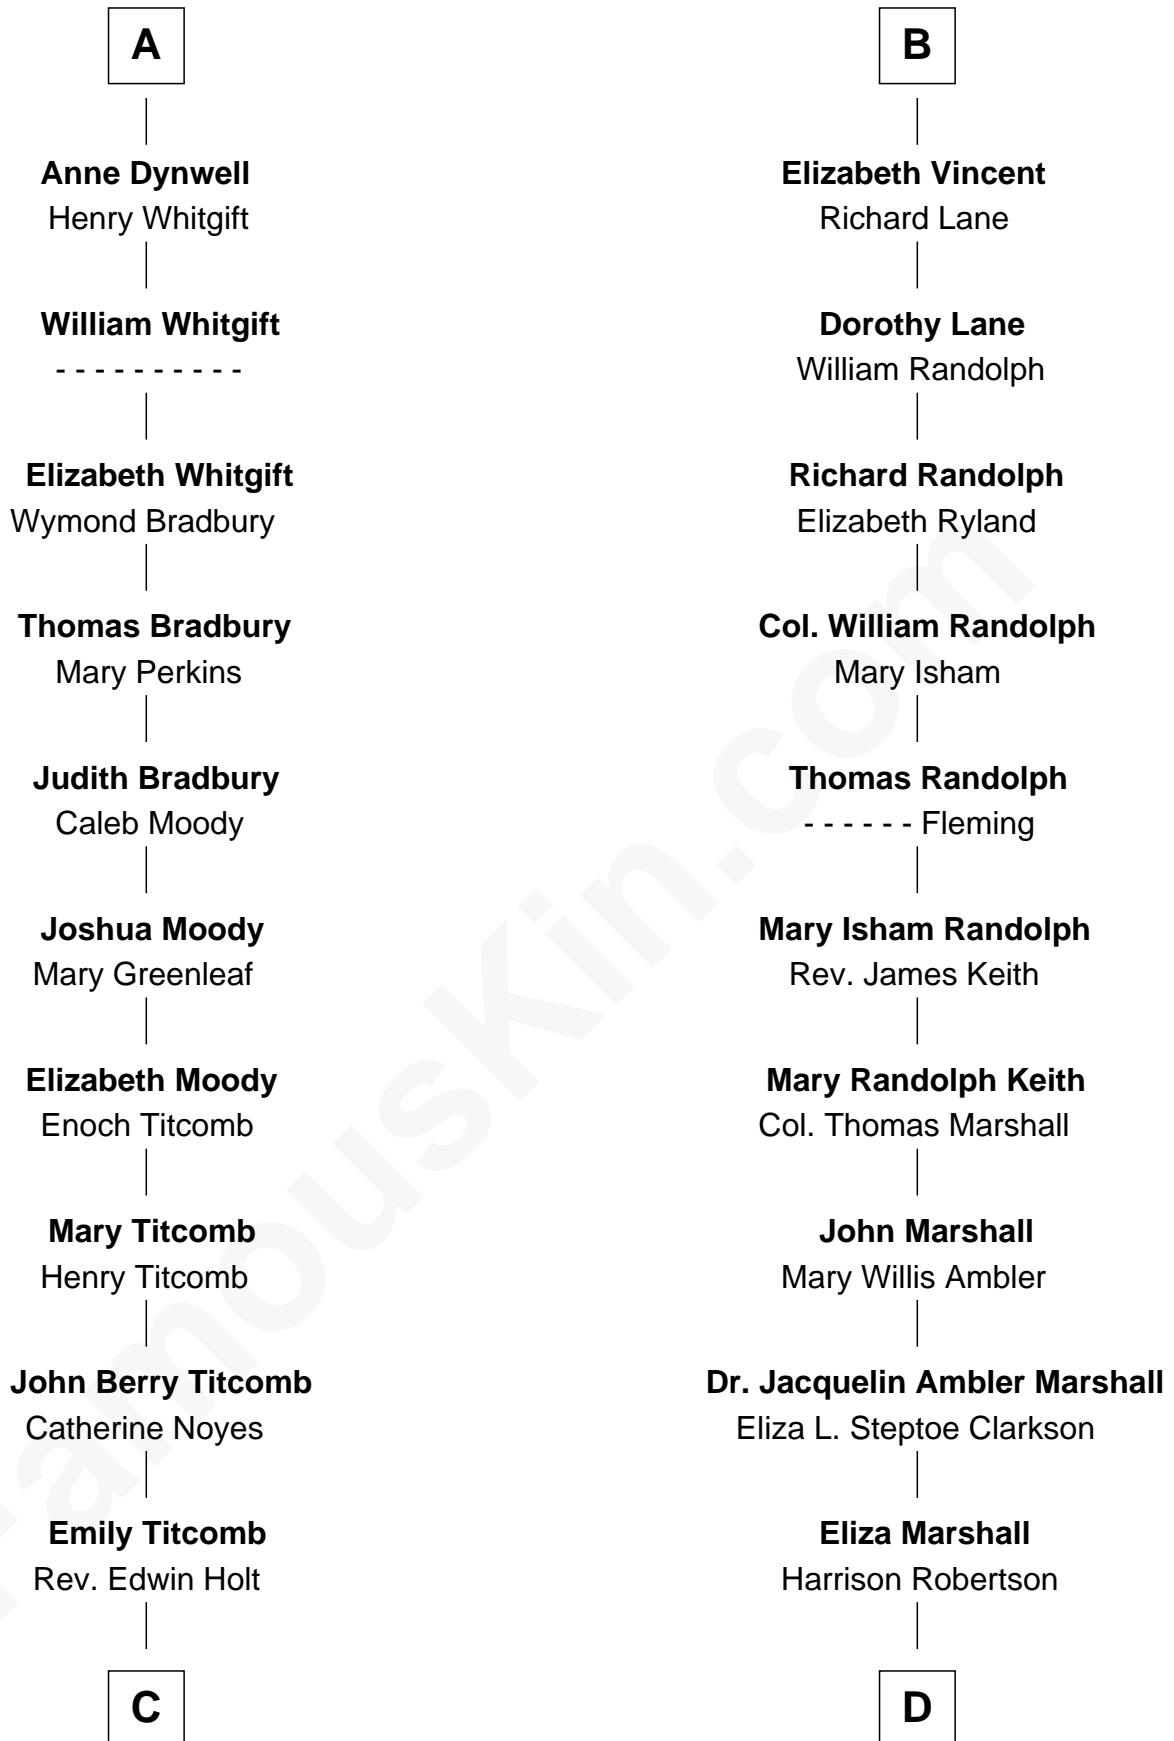 A
Anne Dynwell
Henry Whitgift
William Whitgift
- - - - - - - - - -
Elizabeth Whitgift
Wymond Bradbury
Thomas Bradbury
Mary Perkins
Judith Bradbury
Caleb Moody
Joshua Moody
Mary Greenleaf
Elizabeth Moody
Enoch Titcomb
Mary Titcomb
Henry Titcomb
John Berry Titcomb
Catherine Noyes
Emily Titcomb
Rev. Edwin Holt
C
B
Elizabeth Vincent
Richard Lane
Dorothy Lane
William Randolph
Richard Randolph
Elizabeth Ryland
Col. William Randolph
Mary Isham
Thomas Randolph
- - - - - - Fleming
Mary Isham Randolph
Rev. James Keith
Mary Randolph Keith
Col. Thomas Marshall
John Marshall
Mary Willis Ambler
Dr. Jacquelin Ambler Marshall
Eliza L. Steptoe Clarkson
Eliza Marshall
Harrison Robertson
D
FamousKin.com